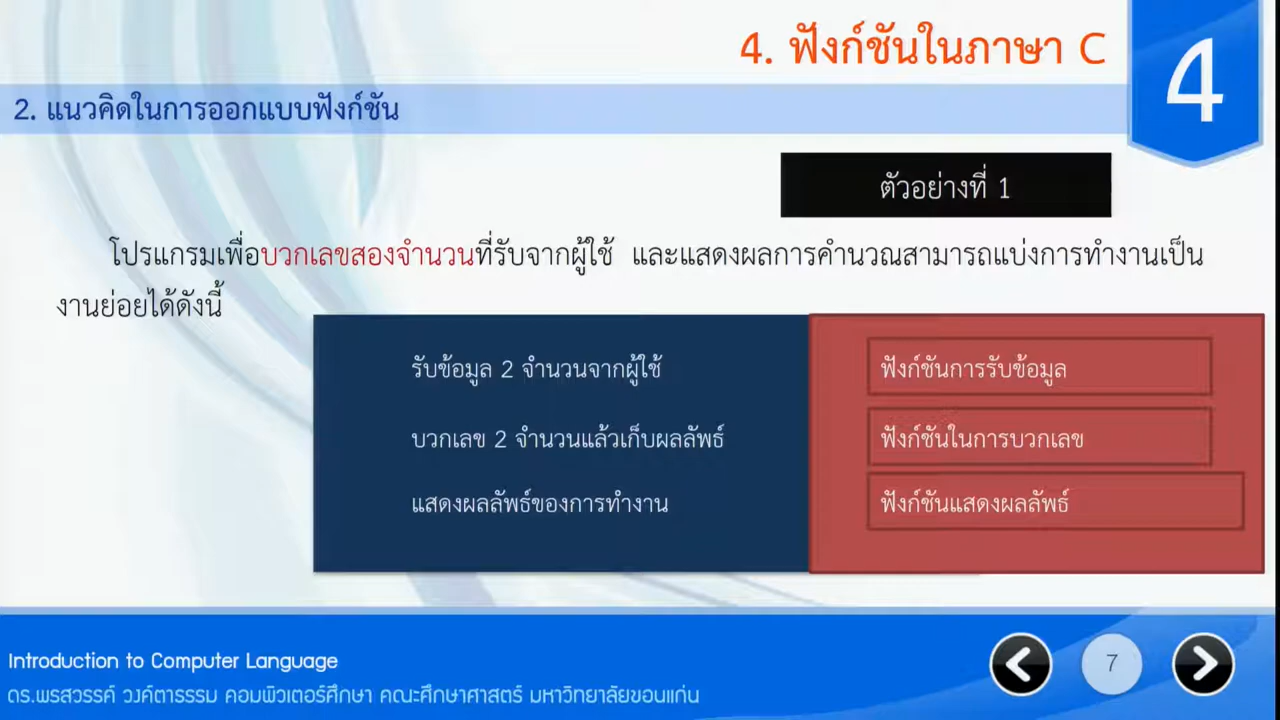 4. ฟังก์ชันในภาษา C
4
2. แนวคิดในการออกแบบฟังก์ชัน
ตัวอย่างที่ 1
โปรแกรมเพื่อบวกเลขสองจำนวนที่รับจากผู้ใช้ และแสดงผลการคำนวณสามารถแบ่งการทำงานเป็น
งานย่อยได้ดังนี้
รับข้อมูล 2 จำนวนจากผู้ใช้ ฟังก์ชันการรับข้อมูล
บวกเลข 2 จำนวนแล้วเก็บผลลัพธ์ ฟังก์ชันในการบวกเลข
แสดงผลลัพธ์ของการทำงาน ฟังก์ชันแสดงผลลัพธ์
Introduction to Computer Language
7
ดร.พรสวรรค์ วงค์ตาธรรม คอมพิวเตอร์ศึกษา คณะศึกษาศาสตร์ มหาวิทยาลัยขอนแก่น